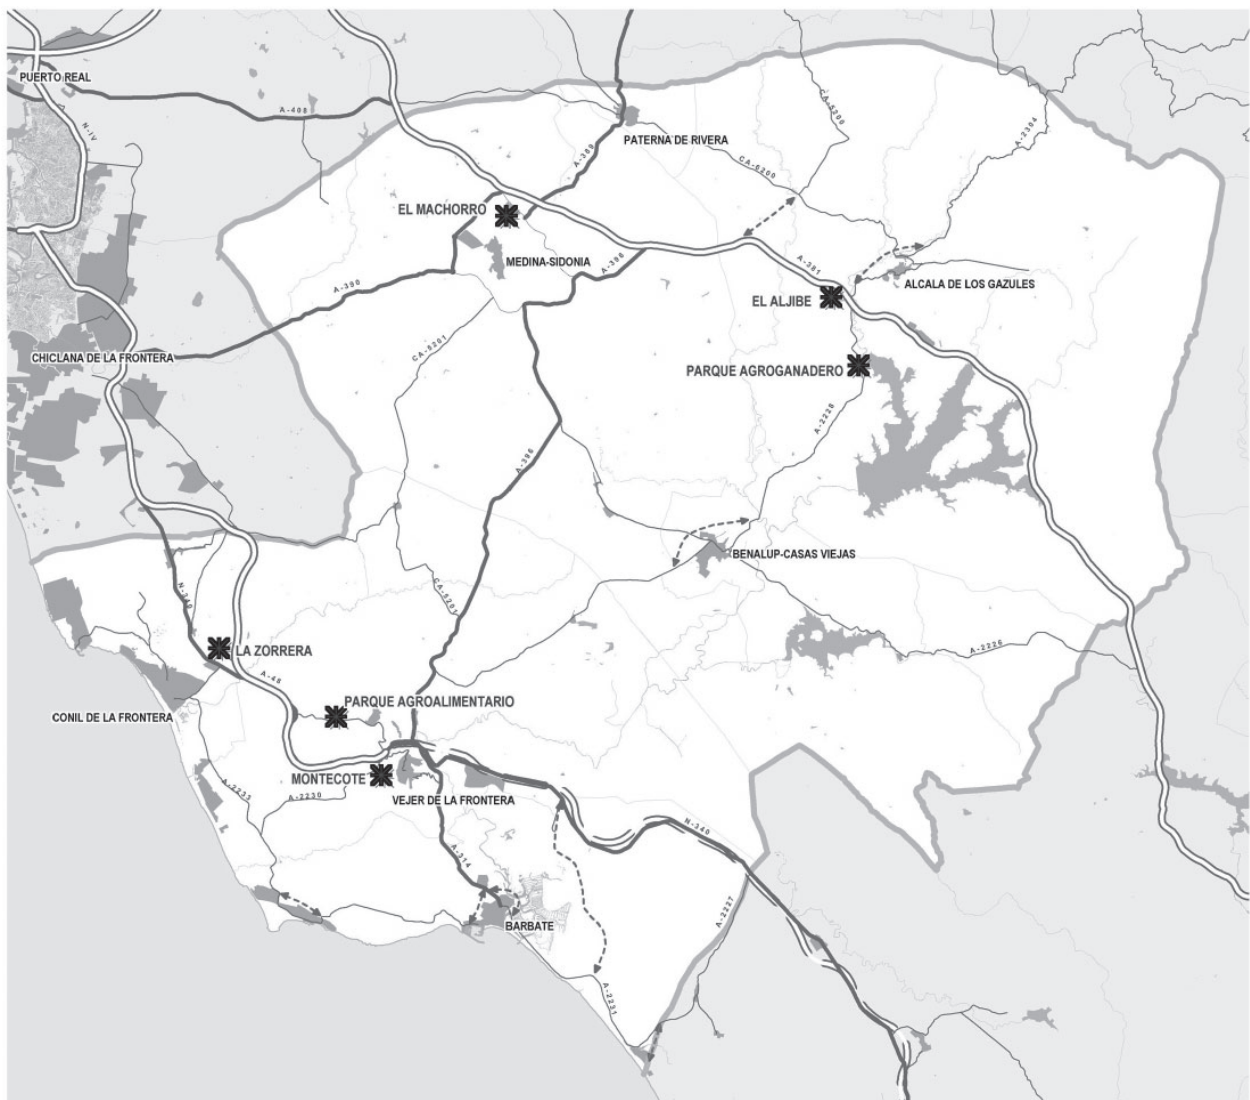 PUERTO REAL
N-IV
A-408
A-389
PATERNA DE RIVERA
CA-5200
CA-5200
A-2304
EL MACHORRO
MEDINA-SIDONIA
A-396
A-390
A-381
ALCALA DE LOS GAZULES
EL ALJIBE
CHICLANA DE LA FRONTERA
CA-5201
PARQUE AGROGANADERO
A-2228
A-396
BENALUP-CASAS VIEJAS
N-340
CA-5201
LA ZORRERA
A-2226
A-48
PARQUE AGROALIMENTARIO
CONIL DE LA FRONTERA
MONTECOTE
A-2233
A-2230
VEJER DE LA FRONTERA
N-340
A-314
BARBATE
A-2227
A-2231